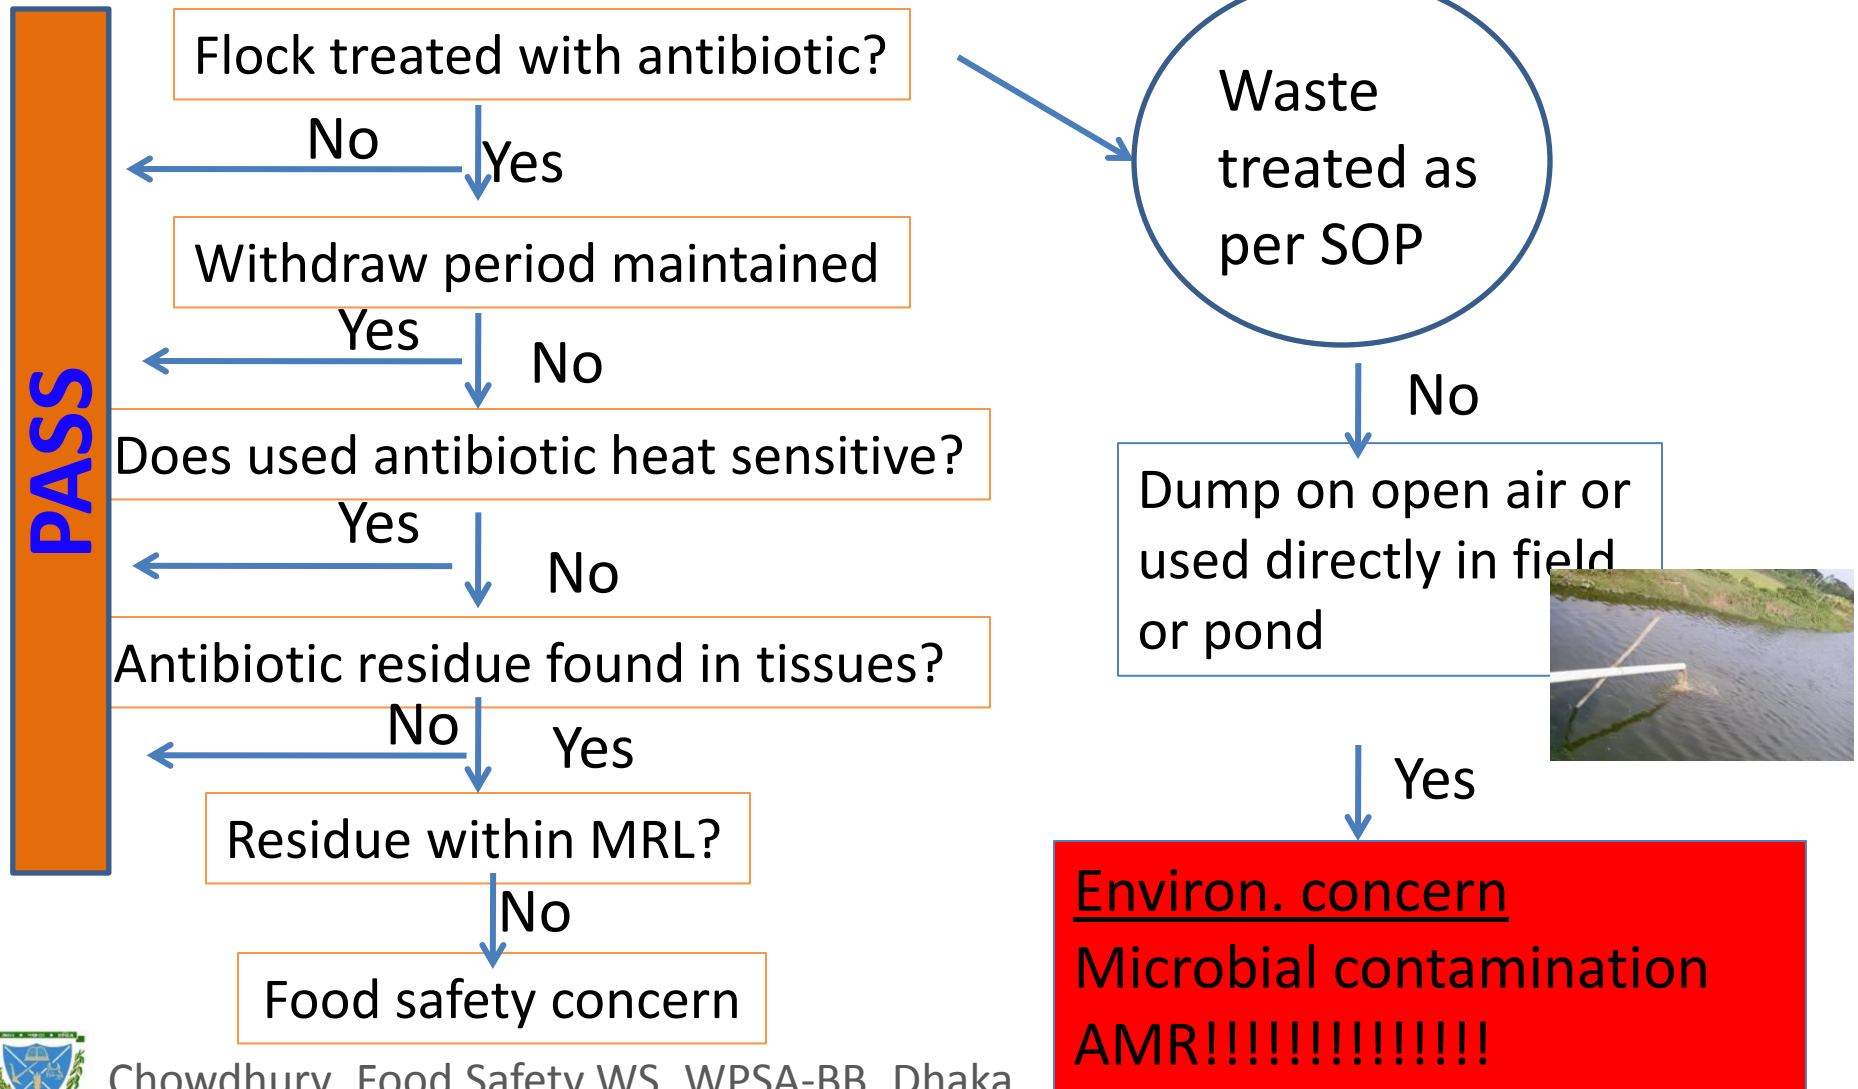 Flock treated with antibiotic?
No
Yes
Withdraw period maintained
Yes
No
Does used antibiotic heat sensitive?
Yes
No
Antibiotic residue found in tissues?
No
Yes
Residue within MRL?
No
Food safety concern
PASS
Waste
treated as
per SOP
No
Dump on open air or
used directly in field
or pond
Yes
Environ. concern
Microbial contamination
AMR!!!!!!!!!!!!!!
Chowdhury, Food Safety WS, WPSA-BB, Dhaka